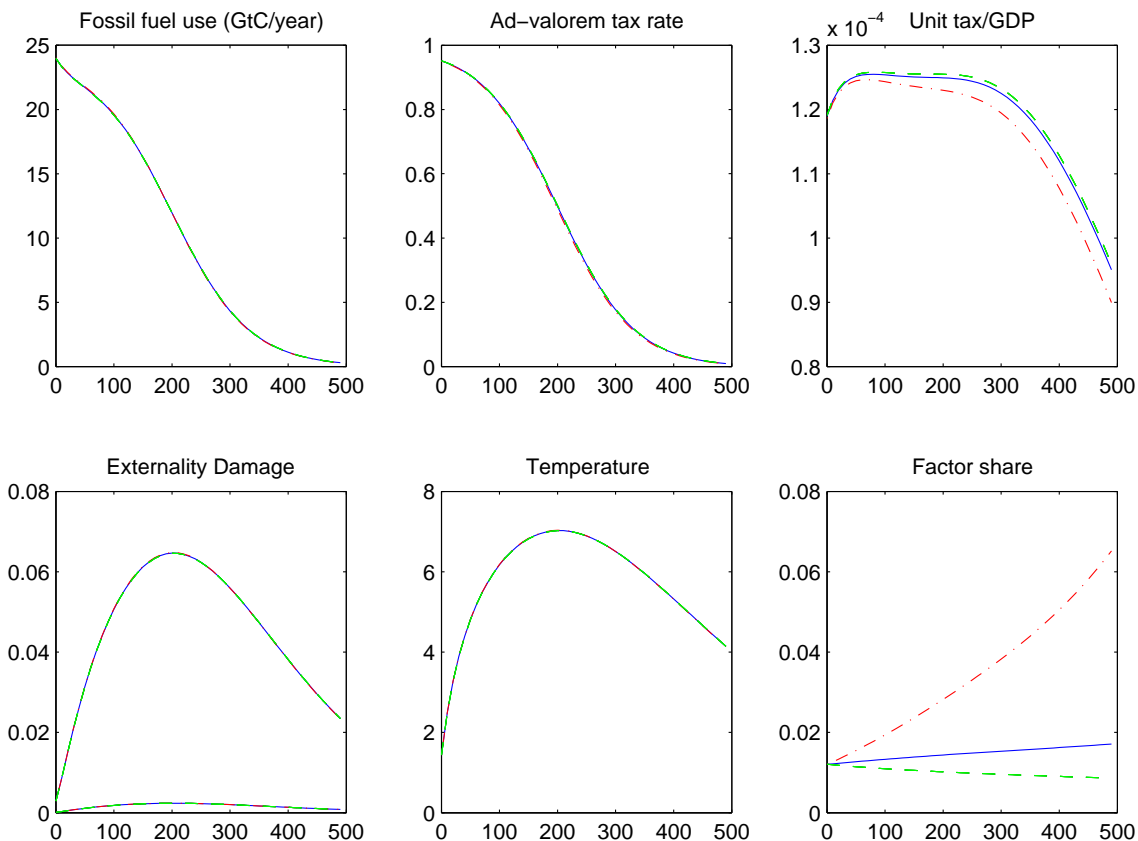 Fossil fuel use (GtC/year)
25
20
15
10
5
0
0 100 200 300 400 500
Ad−valorem tax rate
1
0.8
0.6
0.4
0.2
0
0 100 200 300 400 500
Unit tax/GDP
x 10−4
1.3
1.2
1.1
1
0.9
0.8
0 100 200 300 400 500
Externality Damage
0.08
0.06
0.04
0.02
0
0 100 200 300 400 500
Temperature
8
6
4
2
0
0 100 200 300 400 500
Factor share
0.08
0.06
0.04
0.02
0
0 100 200 300 400 500